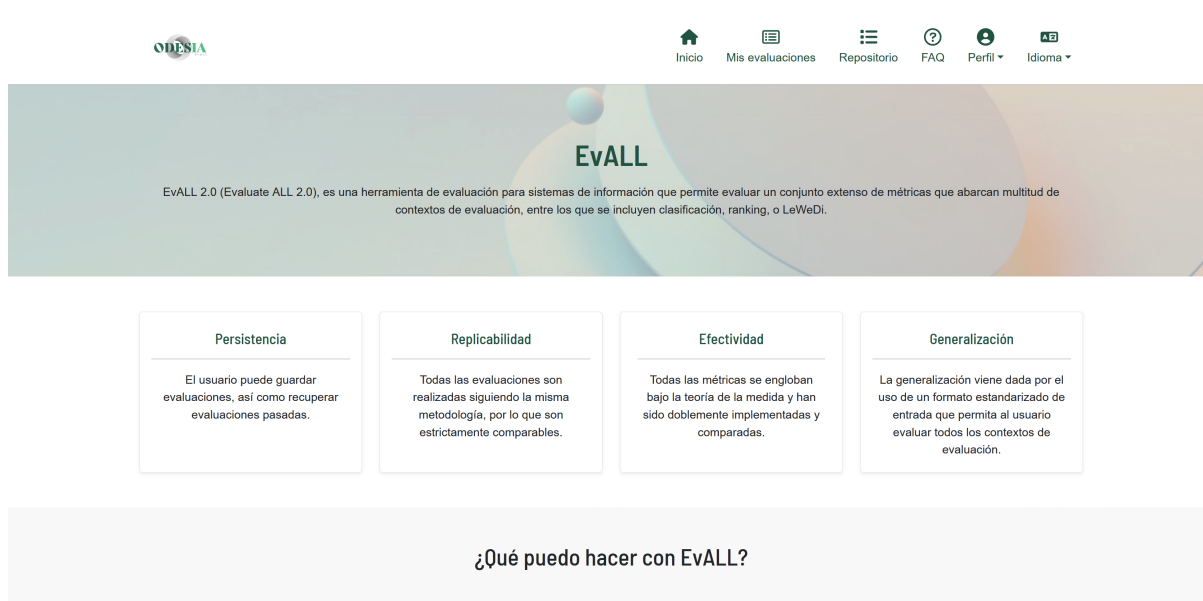 ODESIA
Inicio
Mis evaluaciones
Repositorio
FAQ
Perfil
Idioma
EvALL
EvALL 2.0 (Evaluate ALL 2.0), es una herramienta de evaluación para sistemas de información que permite evaluar un conjunto extenso de métricas que abarcan multitud de
contextos de evaluación, entre los que se incluyen clasificación, ranking, o LeWeDi.
Persistencia
El usuario puede guardar
evaluaciones, así como recuperar
evaluaciones pasadas.
Replicabilidad
Todas las evaluaciones son
realizadas siguiendo la misma
metodología, por lo que son
estrictamente comparables.
Efectividad
Todas las métricas se engloban
bajo la teoría de la medida y han
sido doblemente implementadas y
comparadas.
Generalización
La generalización viene dada por el
uso de un formato estandarizado de
entrada que permita al usuario
evaluar todos los contextos de
evaluación.
¿Qué puedo hacer con EvALL?